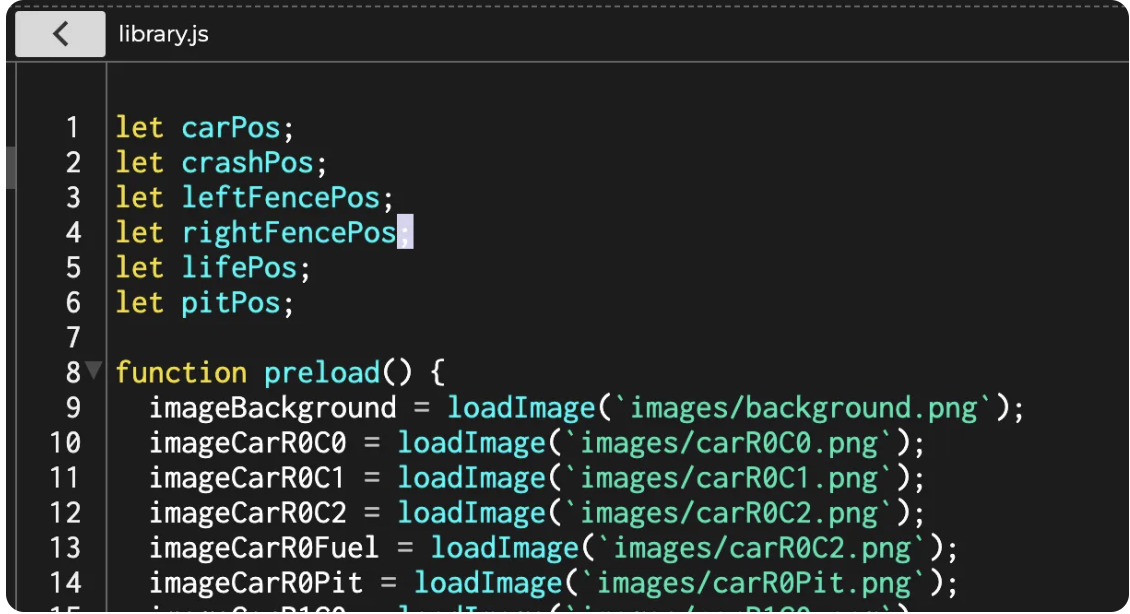 library.js
1 let carPos;
2 let crashPos;
3 let leftFencePos;
4 let rightFencePos;
5 let lifePos;
6 let pitPos;
7
8 function preload() {
9 imageBackground = loadImage(`images/background.png`);
10 imageCarR0C0 = loadImage(`images/carR0C0.png`);
11 imageCarR0C1 = loadImage(`images/carR0C1.png`);
12 imageCarR0C2 = loadImage(`images/carR0C2.png`);
13 imageCarR0Fuel = loadImage(`images/carR0C2.png`);
14 imageCarR0Pit = loadImage(`images/carR0Pit.png`);